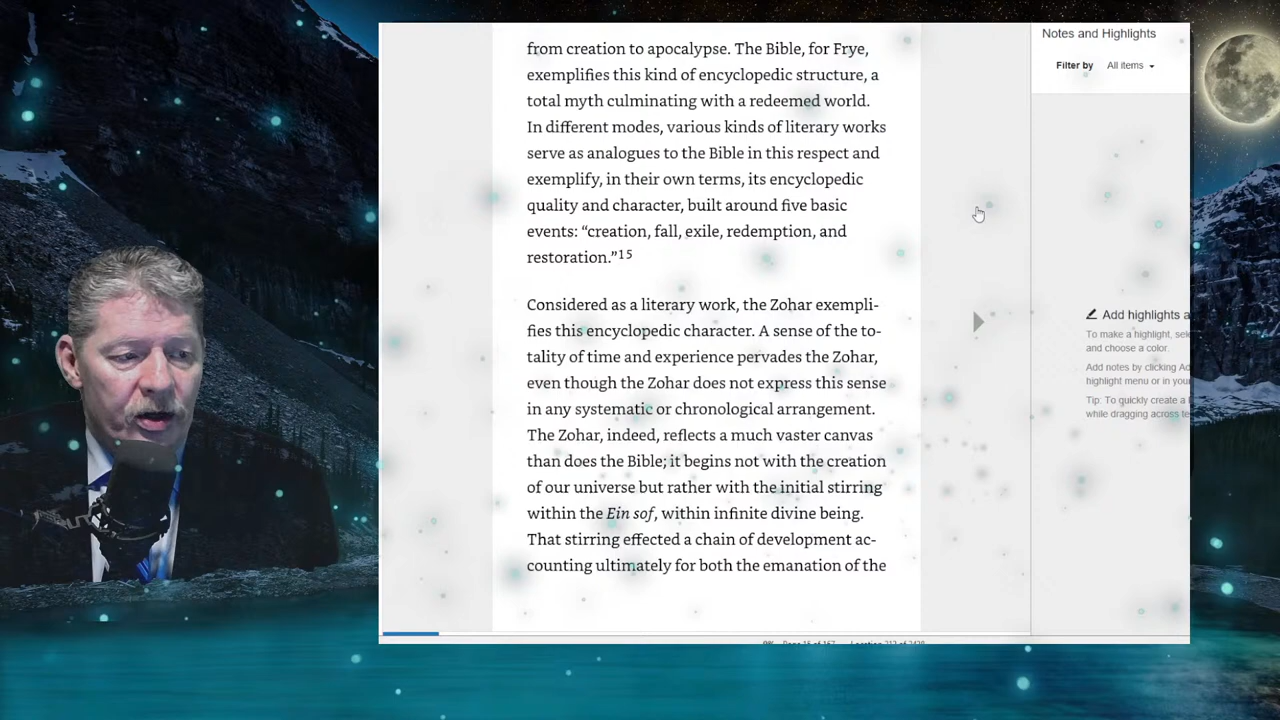 from creation to apocalypse. The Bible, for Frye,
exemplifies this kind of encyclopedic structure, a
total myth culminating with a redeemed world.
In different modes, various kinds of literary works
serve as analogues to the Bible in this respect and
exemplify, in their own terms, its encyclopedic
quality and character, built around five basic
events: “creation, fall, exile, redemption, and
restoration.”15
Considered as a literary work, the Zohar exempli-
fies this encyclopedic character. A sense of the to-
tality of time and experience pervades the Zohar,
even though the Zohar does not express this sense
in any systematic or chronological arrangement.
The Zohar, indeed, reflects a much vaster canvas
than does the Bible; it begins not with the creation
of our universe but rather with the initial stirring
within the Ein sof, within infinite divine being.
That stirring effected a chain of development ac-
counting ultimately for both the emanation of the
Notes and Highlights
Filter by All items
Add highlights a
To make a highlight, sel
and choose a color.
Add notes by clicking Ad
highlight menu or in your
Tip: To quickly create a
while dragging across te